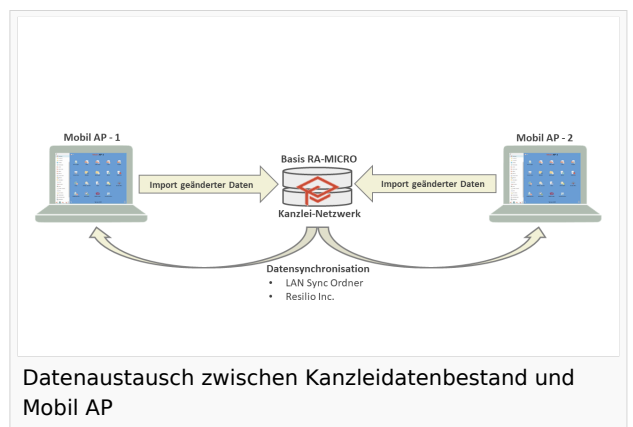 Mobil AP - 1
Mobil AP - 2
Basis RA-MICRO
Import geänderter Daten
Import geänderter Daten
Kanzlei-Netzwerk
Datensynchronisation
• LAN Sync Ordner
• Resilio Inc.
Datenaustausch zwischen Kanzleidatenbestand und
Mobil AP